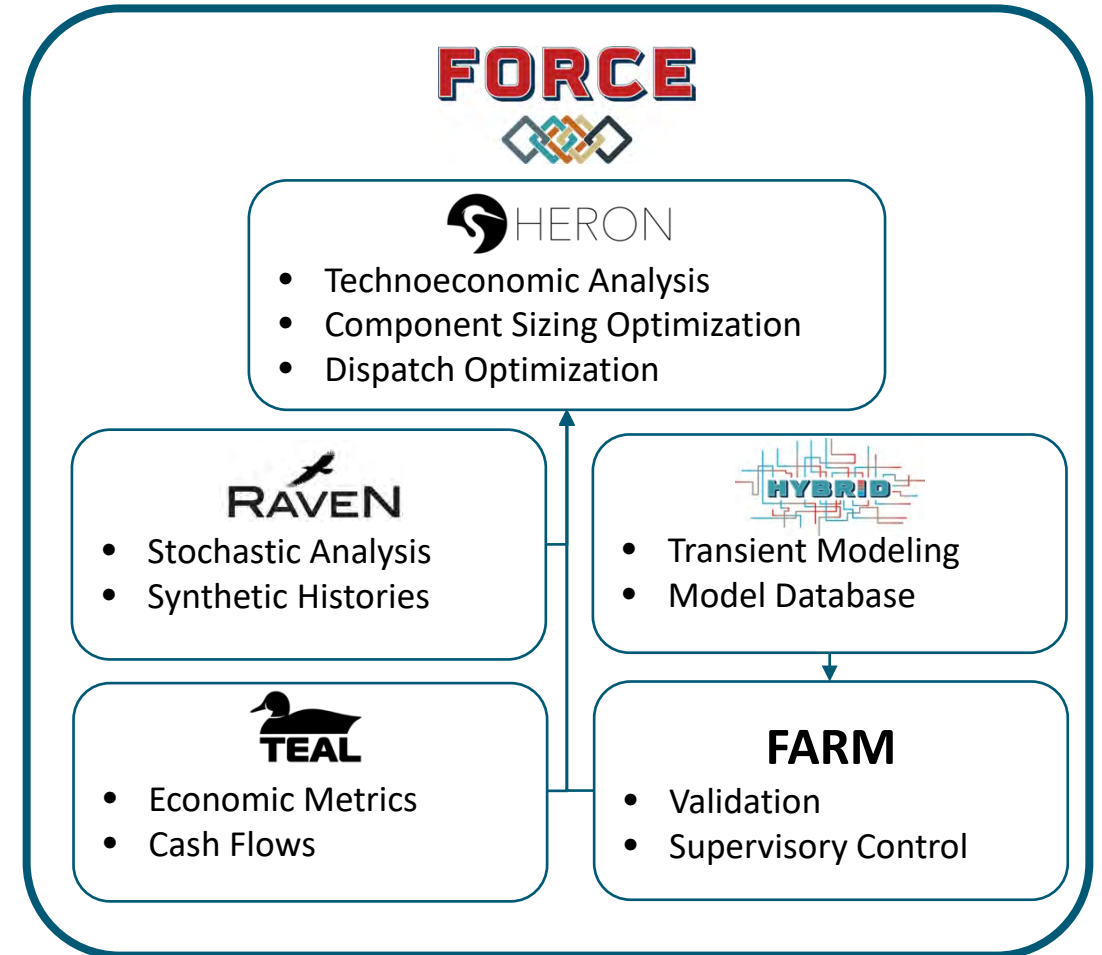 FORCE
HERON
• Technoeconomic Analysis
• Component Sizing Optimization
• Dispatch Optimization
RAVEN
• Stochastic Analysis
• Synthetic Histories
HYBRID
• Transient Modeling
• Model Database
TEAL
• Economic Metrics
• Cash Flows
FARM
• Validation
• Supervisory Control